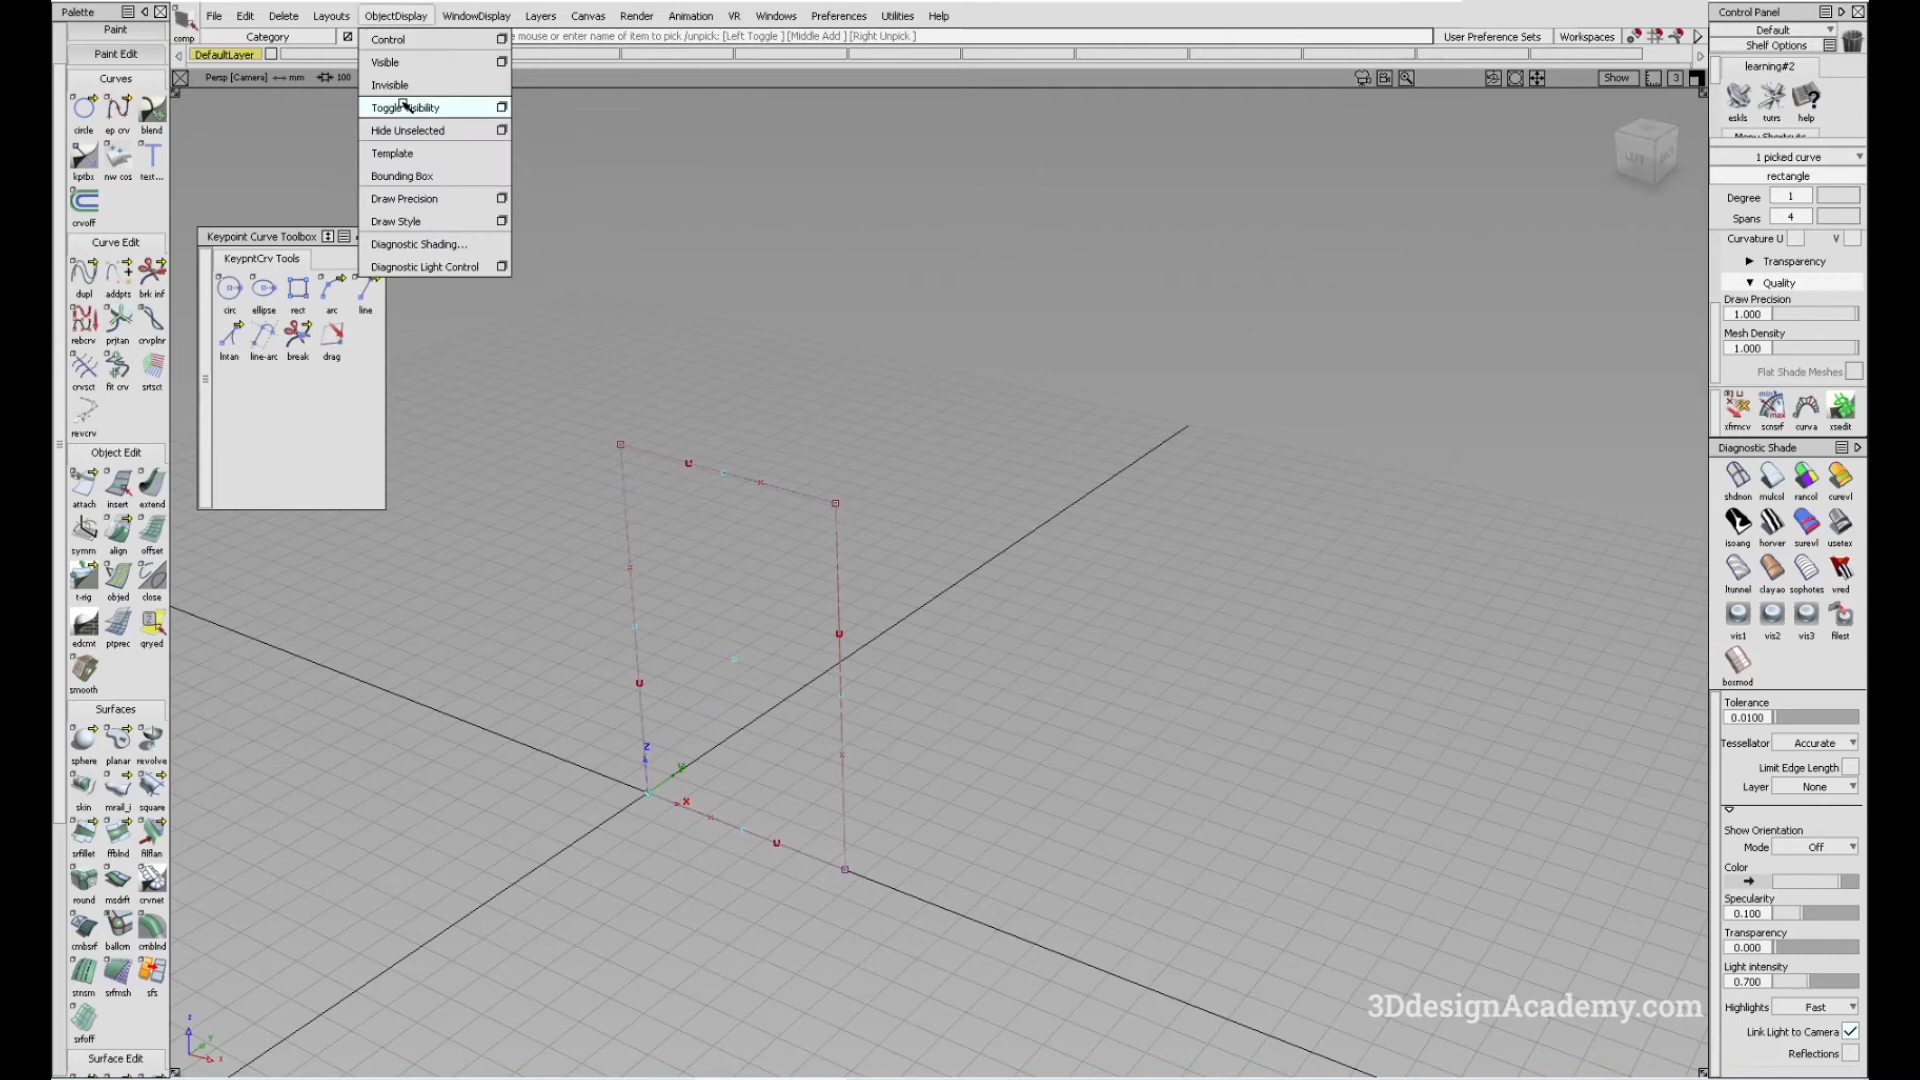 Palette
File Edit Delete Layouts ObjectDisplay WindowDisplay Layers Canvas Render Animation VR Windows Preferences Utilities Help
comp
Category
mouse or enter name of item to pick /unpick: [Left Toggle ] [Middle Add ] [Right Unpick ]
User Preference Sets
Workspaces
DefaultLayer
Persp [Camera] mm 100
Show
3
Control
Visible
Invisible
Toggle Visibility
Hide Unselected
Template
Bounding Box
Draw Precision
Draw Style
Diagnostic Shading...
Diagnostic Light Control
Paint
Paint Edit
Curves
circle ep crv blend
kptbx nw cos text...
crvoff
Curve Edit
dupl addpts brk inf
rebcrv prjtan crvplnr
crvsct fit crv srtsct
revcrv
Object Edit
attach insert extend
symm align offset
t-rig objed close
edcmt ptprec qryed
smooth
Surfaces
sphere planar revolve
skin mrail_i square
srfillet ffblnd filflan
round msdrft crvnet
cmbsrf ballcrn cmblnd
stnsrn srfmsh sfs
srfoff
Surface Edit
Keypoint Curve Toolbox
KeypntCrv Tools
circ ellipse rect arc line
lntan line-arc break drag
LEFT
U
U
U
U
z
y
x
z
y
x
3DdesignAcademy.com
Control Panel
Default
Shelf Options
learning#2
eskls tutrs help
Menu Shortcuts
1 picked curve
rectangle
Degree 1
Spans 4
Curvature U V
Transparency
Quality
Draw Precision
1.000
Mesh Density
1.000
Flat Shade Meshes
xfrmcv scnsrf curva xsedit
Diagnostic Shade
shdnon mulcol rancol curevl
isoang horver surevl usetex
ltunnel clayao sophotes vred
vis1 vis2 vis3 filest
boxmod
Tolerance
0.0100
Tessellator Accurate
Limit Edge Length
Layer None
Show Orientation
Mode Off
Color
Specularity
0.100
Transparency
0.000
Light intensity
0.700
Highlights Fast
Link Light to Camera
Reflections